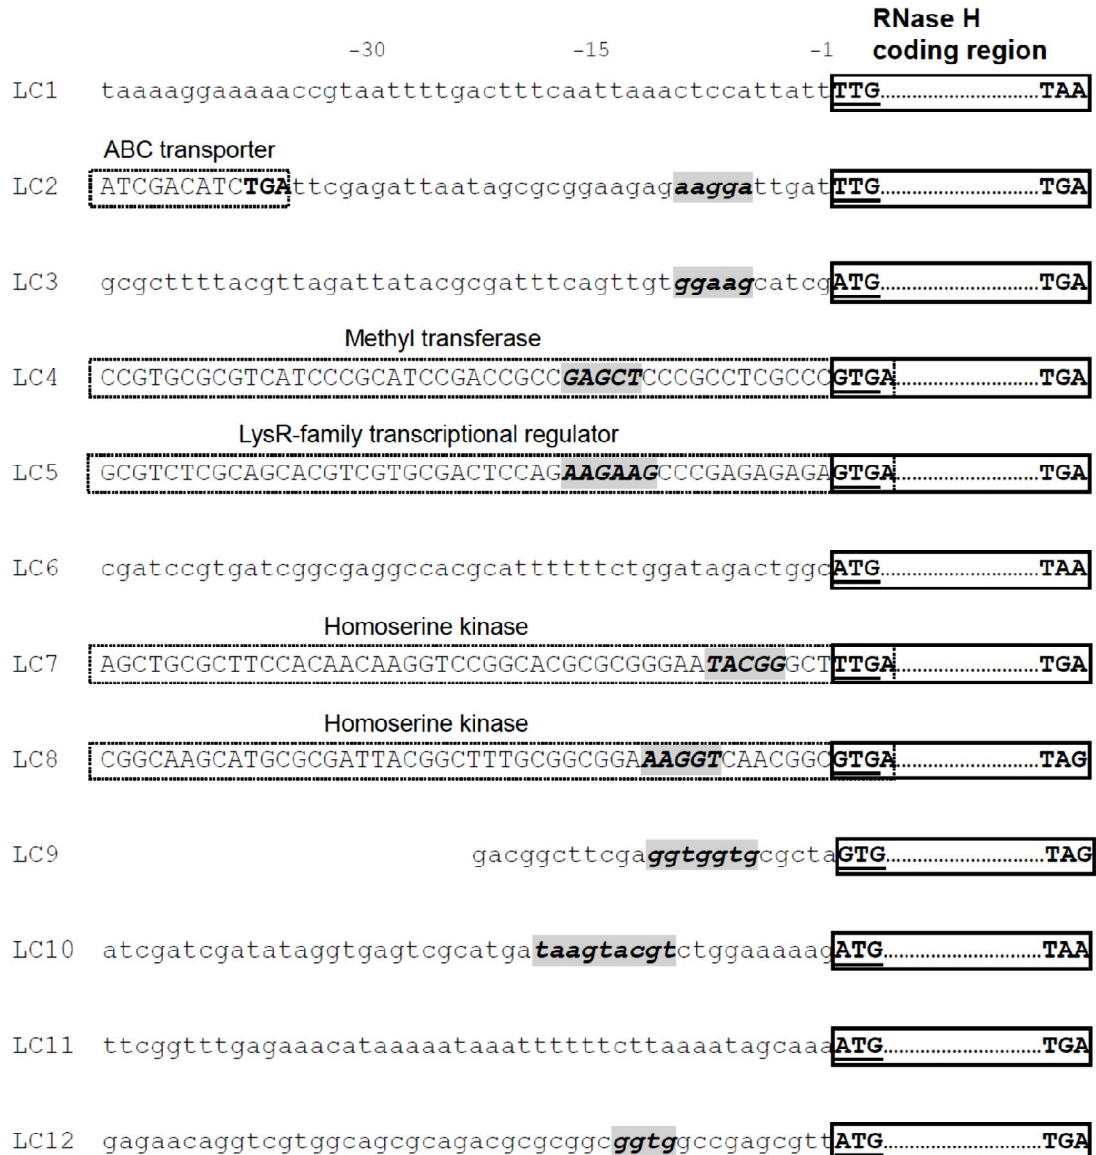 RNase H
-30 -15 -1 coding region
LC1 taaaaggaaaaaccgtaattttgactttcaattaaactccattattTTG..............................TAA
ABC transporter
LC2 ATCGACATCTGAttcgagattaatagcgcggaagagaaggattgatTTG..............................TGA
LC3 gcgcttttacgttagattatacgcgatttcagttgtggaagcatcgATG..............................TGA
Methyl transferase
LC4 CCGTGCGCGTCATCCCGCATCCGACCGCCGAGCTCCCGCCTCGCCCGTGA..............................TGA
LysR-family transcriptional regulator
LC5 GCGTCTCGCAGCACGTCGTGCGACTCCAGAAGAAGCCCGAGAGAGAGTGA..............................TGA
LC6 cgatccgtgatcggcgaggccacgcattttttctggatagactggcATG..............................TAA
Homoserine kinase
LC7 AGCTGCGCTTCCACAACAAGGTCCGGCACGCGCGGGAATACGGGCTTTGA..............................TGA
Homoserine kinase
LC8 CGGCAAGCATGCGCGATTACGGCTTTGCGGCGGAAAGGTCAACGGCGTGA..............................TAG
LC9 gacggcttcgaggtggtgcgctaGTG..............................TAG
LC10 atcgatcgatataggtgagtcgcatgataagtacgtctggaaaaagATG..............................TAA
LC11 ttcggtttgagaaacataaaaataaattttttcttaaaatagcaaaATG..............................TGA
LC12 gagaacaggtcgtggcagcgcagacgcgcggcggtggccgagcgttATG..............................TGA